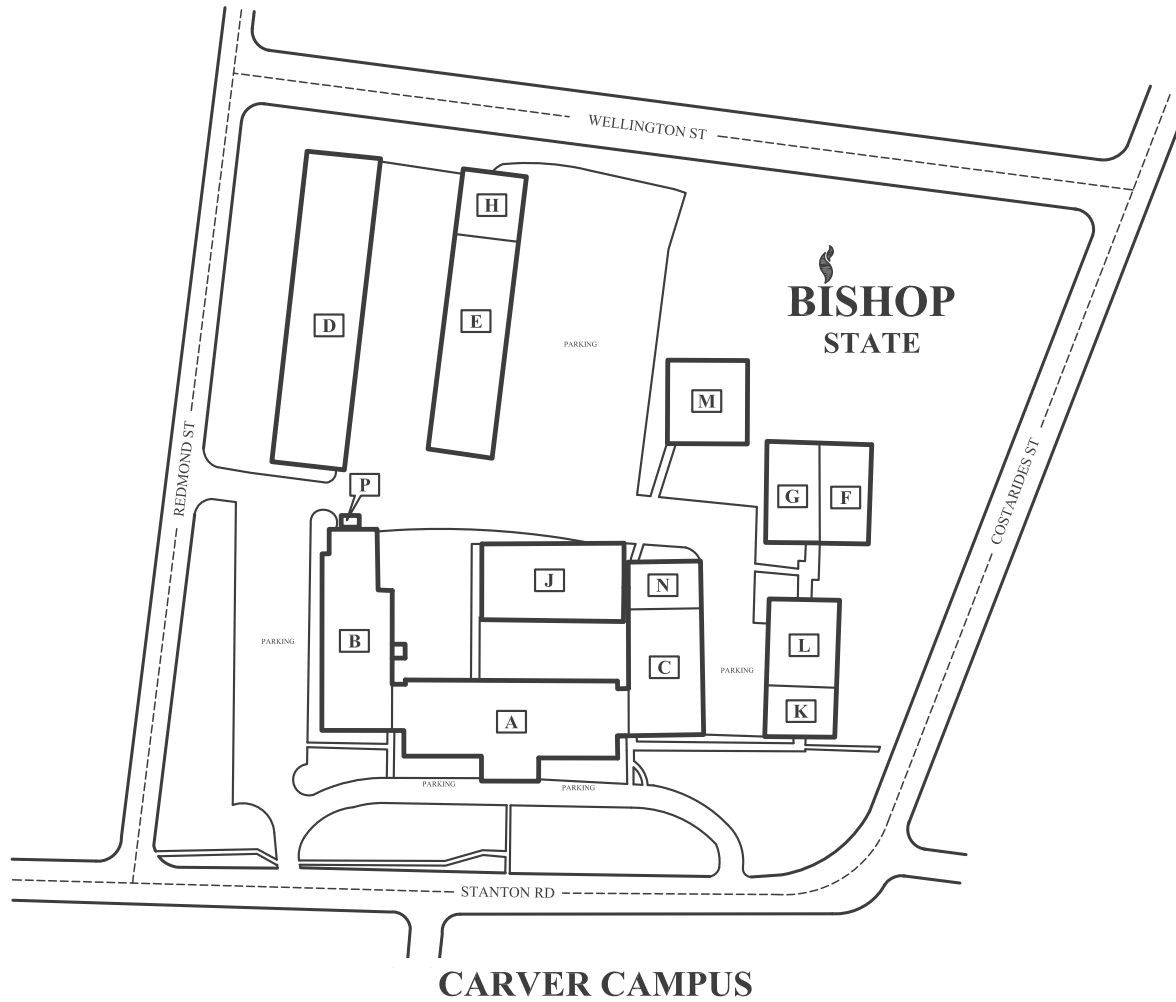 WELLINGTON ST
H
BISHOP
STATE
D
E
PARKING
M
REDMOND ST
COSTARIDES ST
P
G
F
J
N
PARKING
B
L
C
PARKING
K
A
PARKING
PARKING
STANTON RD
CARVER CAMPUS